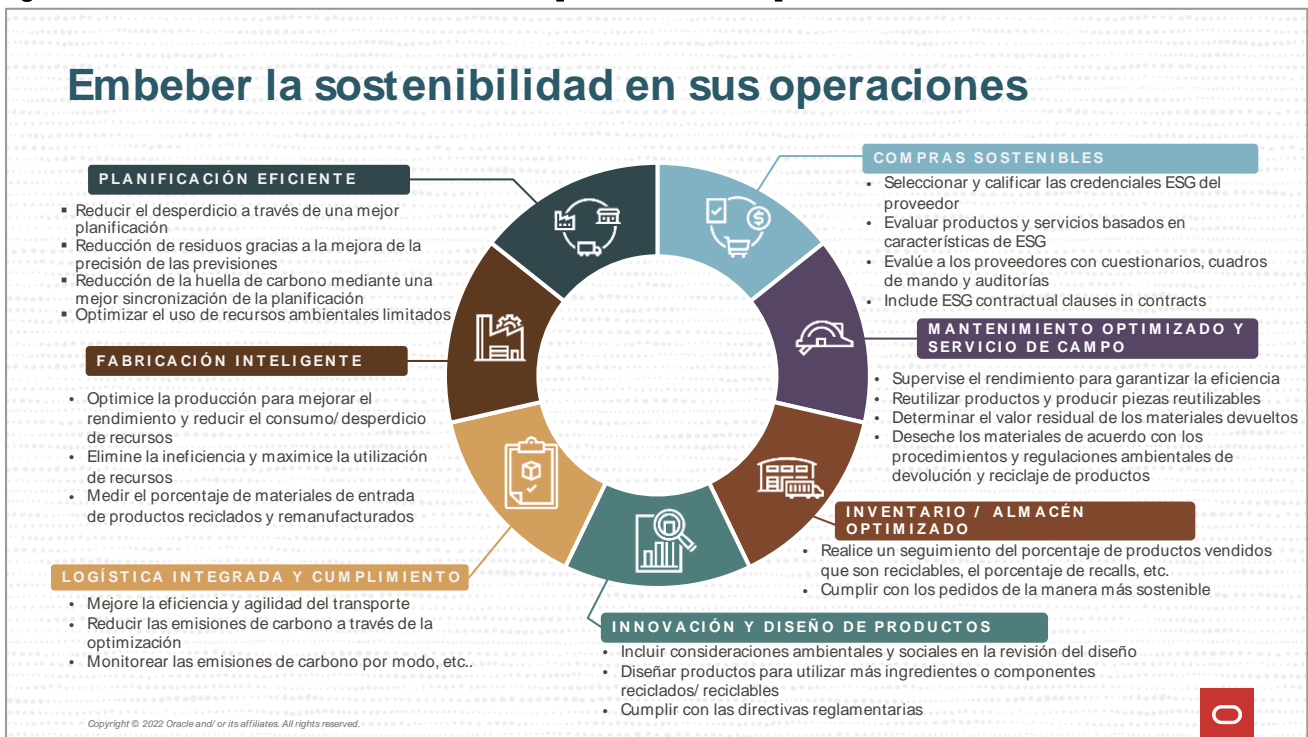 Embeber la sostenibilidad en sus operaciones
PLANIFICACIÓN EFICIENTE
▪ Reducir el desperdicio a través de una mejor
planificación
▪ Reducción de residuos gracias a la mejora de la
precisión de las previsiones
▪ Reducción de la huella de carbono mediante una
mejor sincronización de la planificación
▪ Optimizar el uso de recursos ambientales limitados
FABRICACIÓN INTELIGENTE
• Optimice la producción para mejorar el
rendimiento y reducir el consumo/ desperdicio
de recursos
• Elimine la ineficiencia y maximice la utilización
de recursos
• Medir el porcentaje de materiales de entrada
de productos reciclados y remanufacturados
LOGÍSTICA INTEGRADA Y CUMPLIMIENTO
• Mejore la eficiencia y agilidad del transporte
• Reducir las emisiones de carbono a través de la
optimización
• Monitorear las emisiones de carbono por modo, etc..
COMPRAS SOSTENIBLES
• Seleccionar y calificar las credenciales ESG del
proveedor
• Evaluar productos y servicios basados en
características de ESG
• Evalúe a los proveedores con cuestionarios, cuadros
de mando y auditorías
• Include ESG contractual clauses in contracts
MANTENIMIENTO OPTIMIZADO Y
SERVICIO DE CAMPO
• Supervise el rendimiento para garantizar la eficiencia
• Reutilizar productos y producir piezas reutilizables
• Determinar el valor residual de los materiales devueltos
• Deseche los materiales de acuerdo con los
procedimientos y regulaciones ambientales de
devolución y reciclaje de productos
INVENTARIO / ALMACÉN
OPTIMIZADO
• Realice un seguimiento del porcentaje de productos vendidos
que son reciclables, el porcentaje de recalls, etc.
• Cumplir con los pedidos de la manera más sostenible
INNOVACIÓN Y DISEÑO DE PRODUCTOS
• Incluir consideraciones ambientales y sociales en la revisión del diseño
• Diseñar productos para utilizar más ingredientes o componentes
reciclados/ reciclables
• Cumplir con las directivas reglamentarias
Copyright © 2022 Oracle and/ or its affiliates. All rights reserved.